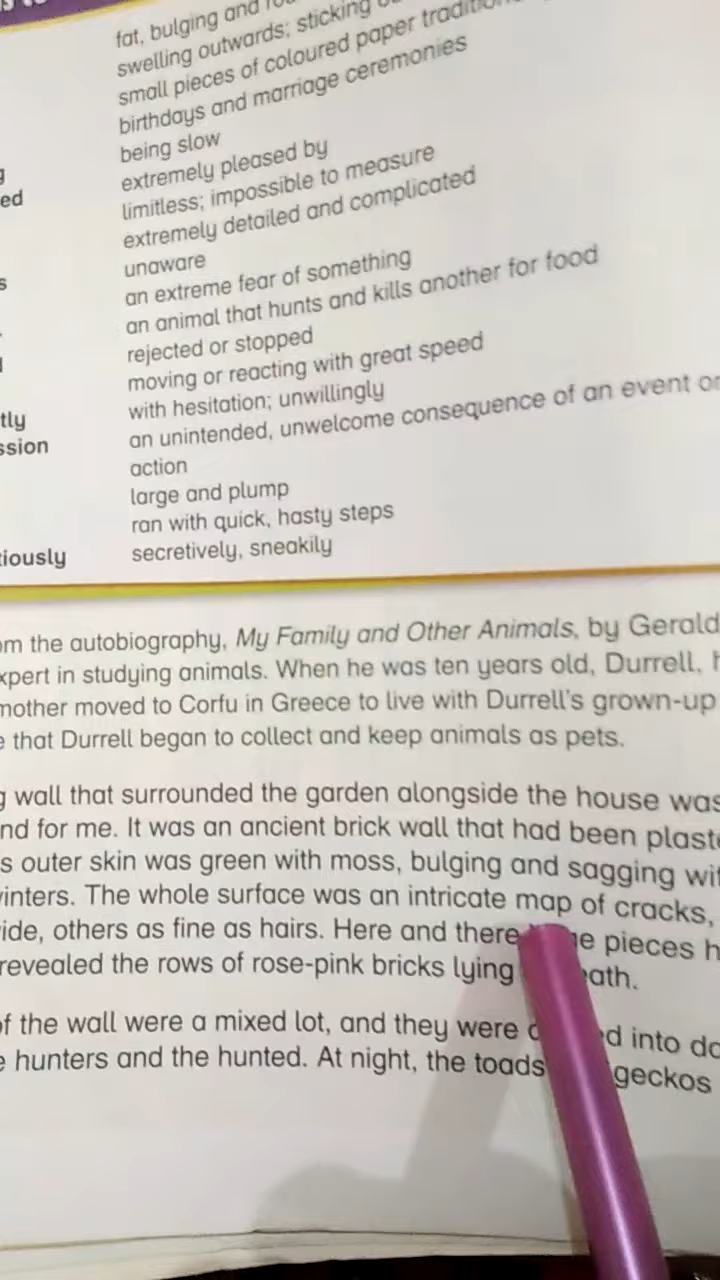 fat, bulging and
swelling outwards; sticking
small pieces of coloured paper
birthdays and marriage ceremonies
being slow
g extremely pleased by
ed limitless; impossible to measure
extremely detailed and complicated
unaware
s an extreme fear of something
an animal that hunts and kills another for food
rejected or stopped
moving or reacting with great speed
tly with hesitation; unwillingly
ssion an unintended, unwelcome consequence of an event or
action
large and plump
ran with quick, hasty steps
tiously secretively, sneakily
om the autobiography, My Family and Other Animals, by Gerald
xpert in studying animals. When he was ten years old, Durrell, h
mother moved to Corfu in Greece to live with Durrell's grown-up
e that Durrell began to collect and keep animals as pets.
g wall that surrounded the garden alongside the house was
nd for me. It was an ancient brick wall that had been plast
s outer skin was green with moss, bulging and sagging wit
vinters. The whole surface was an intricate map of cracks,
ide, others as fine as hairs. Here and there pieces h
revealed the rows of rose-pink bricks lying ath.
of the wall were a mixed lot, and they were d into do
e hunters and the hunted. At night, the toads geckos